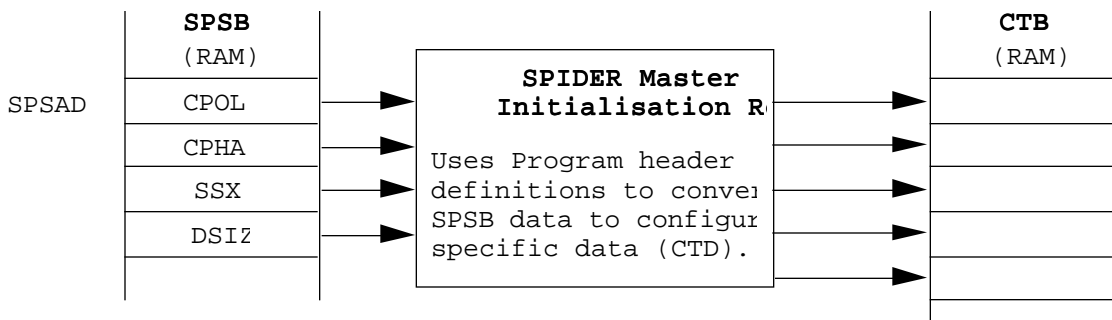 SPSB
(RAM)
SPSAD
CPOL
CPHA
SSX
DSIZ
SPIDER Master
Initialisation R
Uses Program header
definitions to conver
SPSB data to configur
specific data (CTD).
CTB
(RAM)